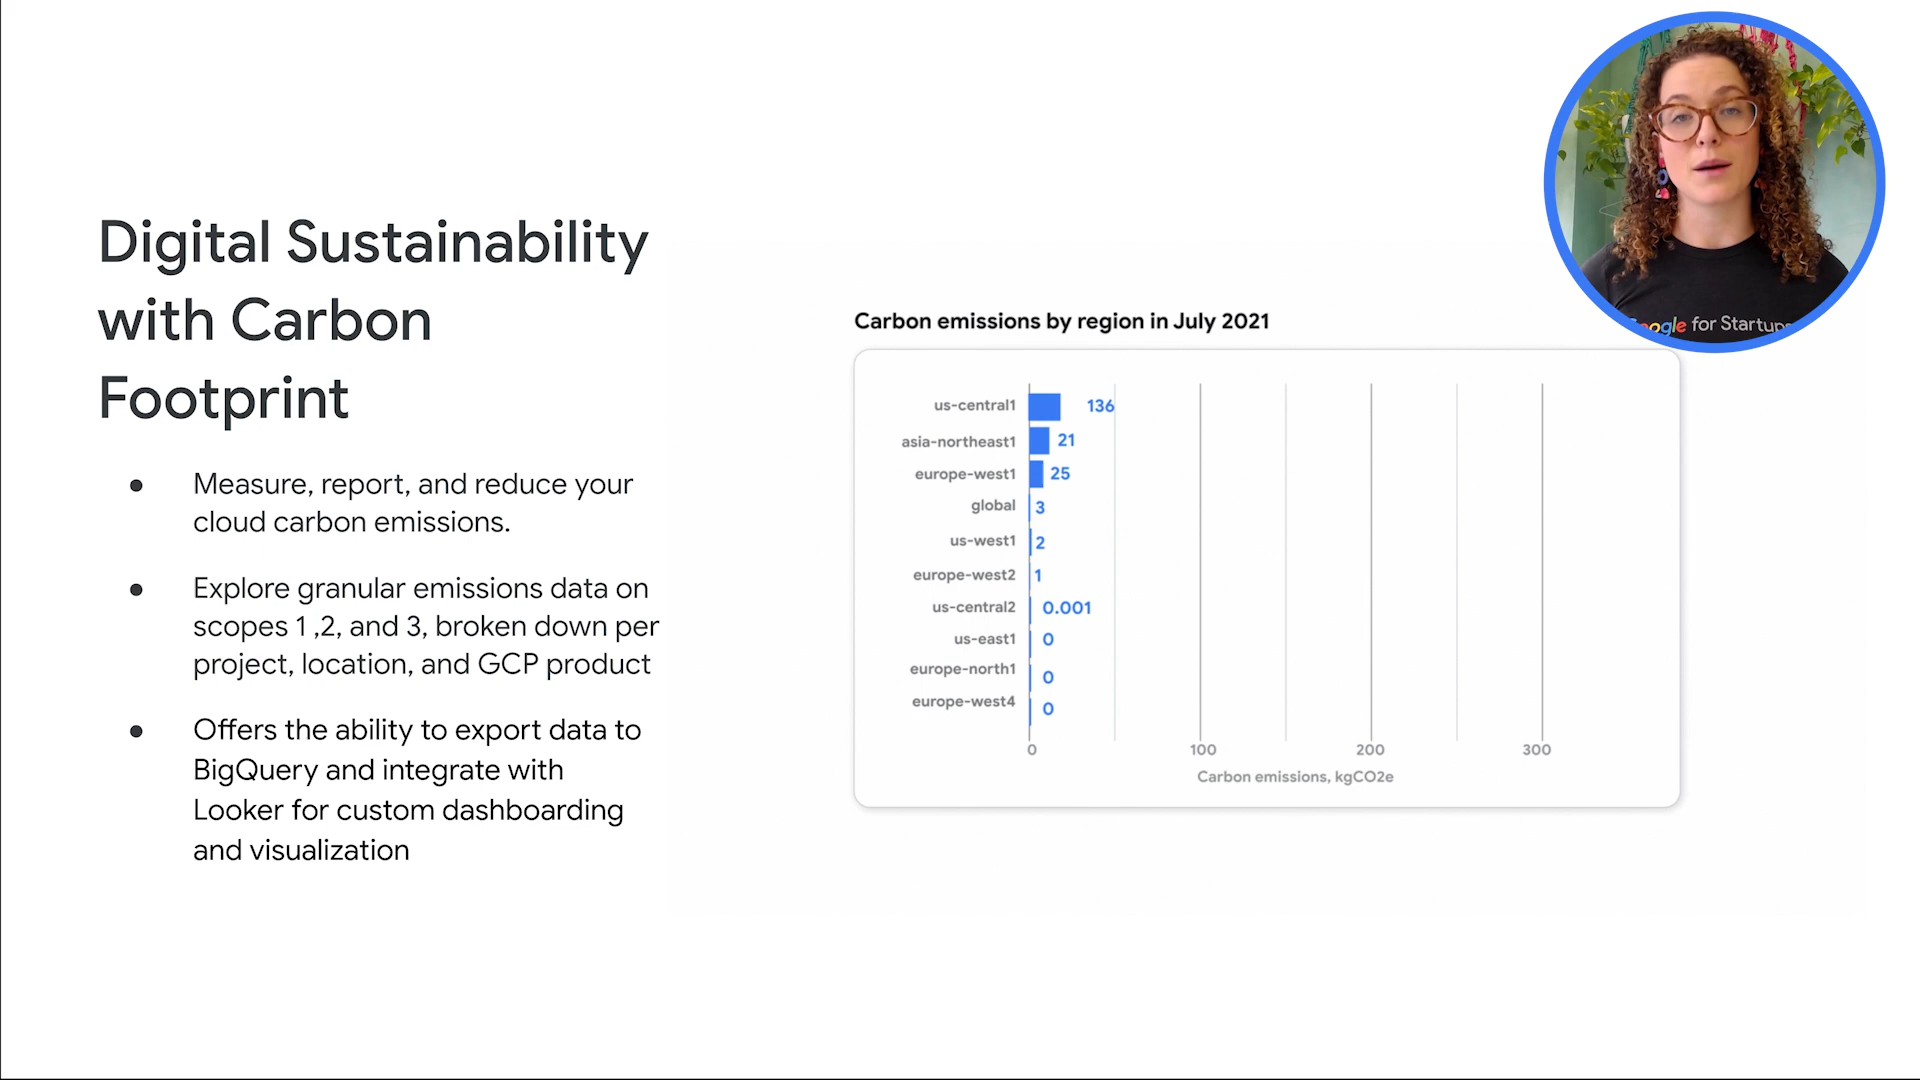 Digital Sustainability
with Carbon
Footprint
● Measure, report, and reduce your
cloud carbon emissions.
● Explore granular emissions data on
scopes 1 ,2, and 3, broken down per
project, location, and GCP product
● Offers the ability to export data to
BigQuery and integrate with
Looker for custom dashboarding
and visualization
Carbon emissions by region in July 2021
us-central1 136
asia-northeast1 21
europe-west1 25
global 3
us-west1 2
europe-west2 1
us-central2 0.001
us-east1 0
europe-north1 0
europe-west4 0
0 100 200 300
Carbon emissions, kgCO2e
for